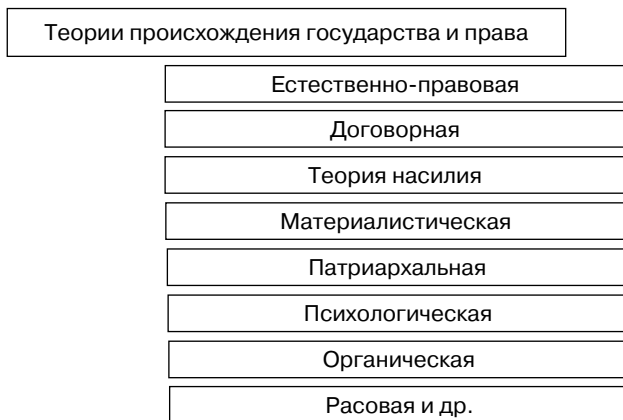 Теории происхождения государства и права
Естественно-правовая
Договорная
Теория насилия
Материалистическая
Патриархальная
Психологическая
Органическая
Расовая и др.